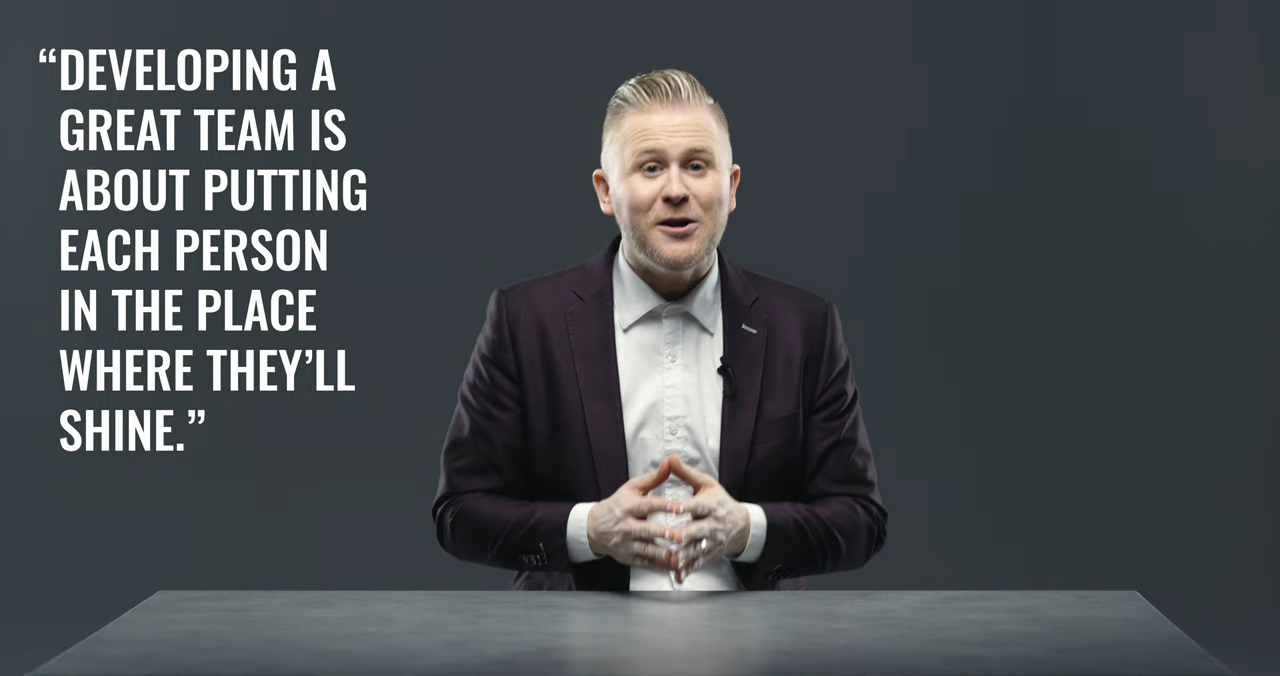 “DEVELOPING A
GREAT TEAM IS
ABOUT PUTTING
EACH PERSON
IN THE PLACE
WHERE THEY’LL
SHINE.”